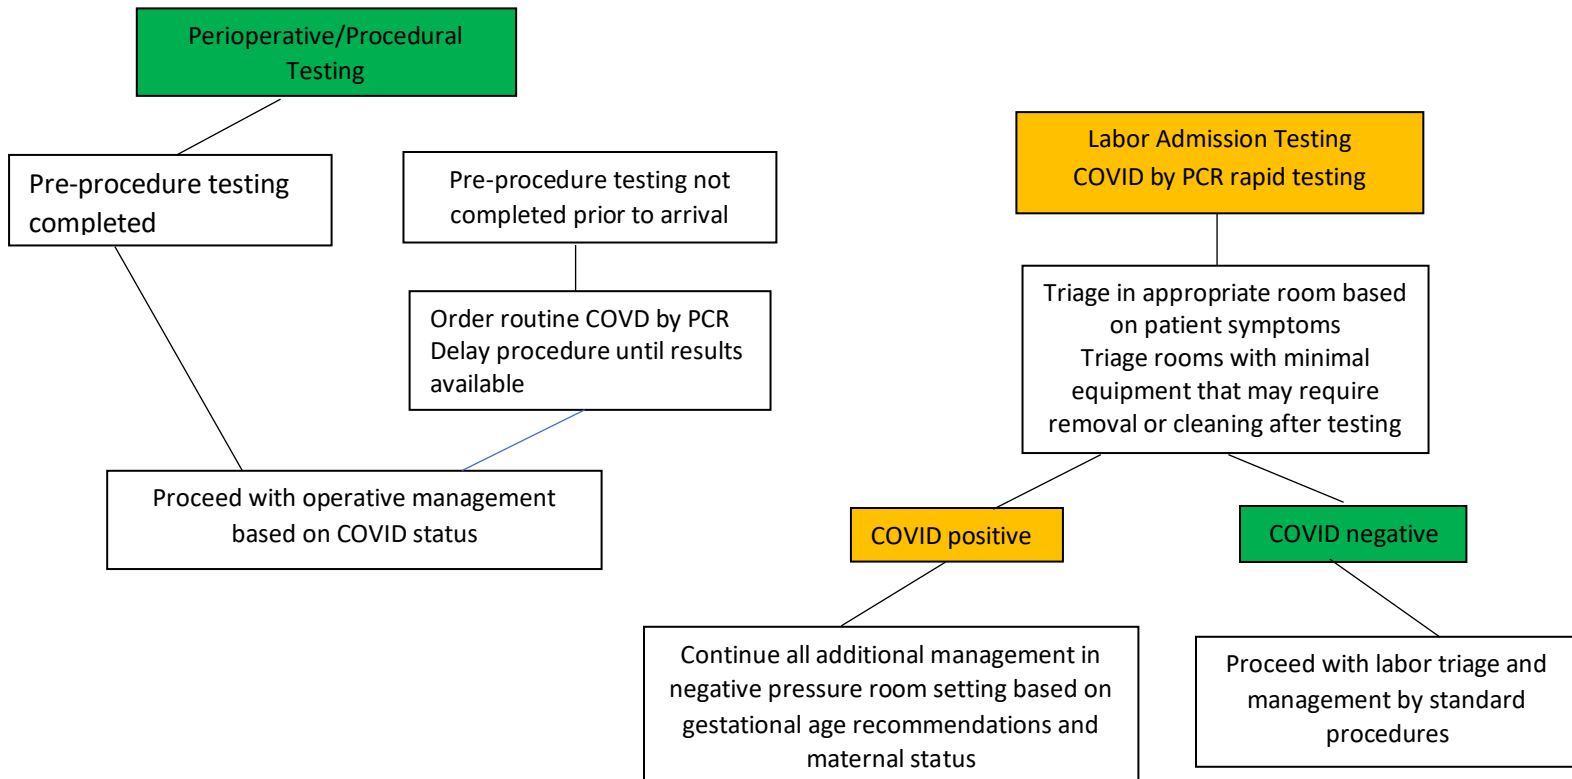 Perioperative/Procedural
Testing
Pre-procedure testing
completed
Pre-procedure testing not
completed prior to arrival
Order routine COVD by PCR
Delay procedure until results
available
Proceed with operative management
based on COVID status
Labor Admission Testing
COVID by PCR rapid testing
Triage in appropriate room based
on patient symptoms
Triage rooms with minimal
equipment that may require
removal or cleaning after testing
COVID positive
COVID negative
Continue all additional management in
negative pressure room setting based on
gestational age recommendations and
maternal status
Proceed with labor triage and
management by standard
procedures